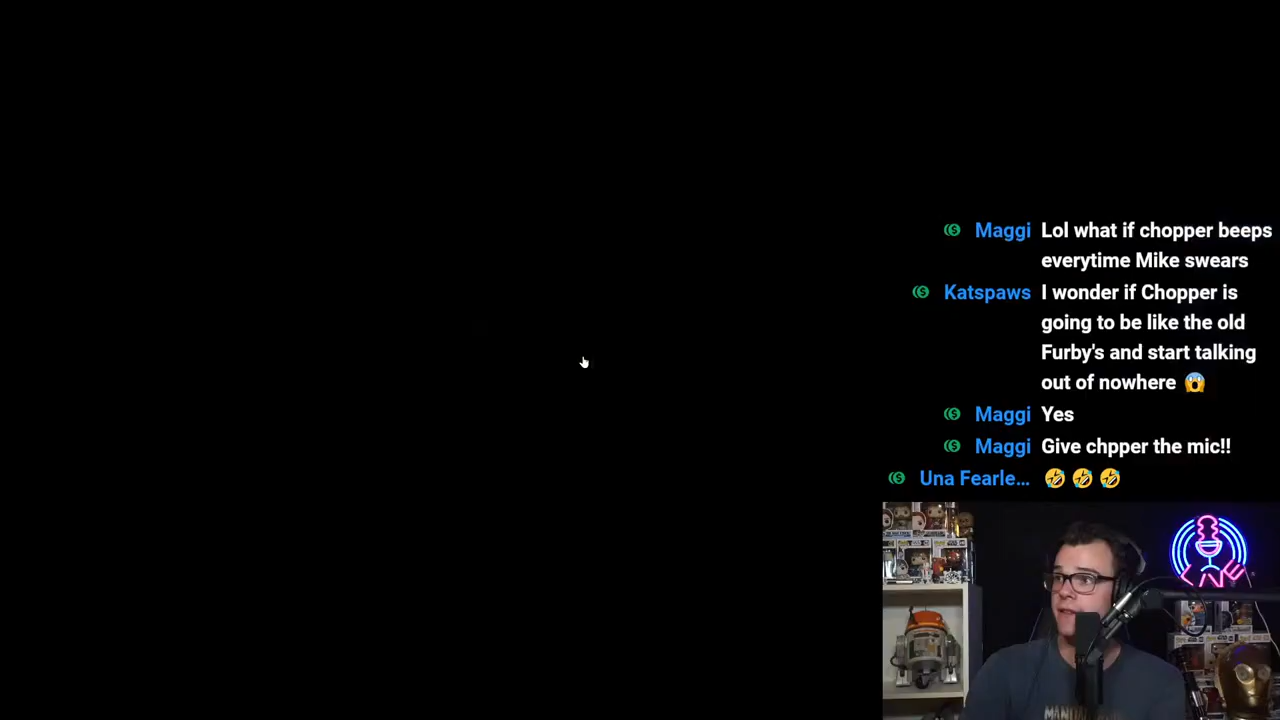 Maggi Lol what if chopper beeps
everytime Mike swears
Katspaws I wonder if Chopper is
going to be like the old
Furby's and start talking
out of nowhere 😱
Maggi Yes
Maggi Give chpper the mic!!
Una Fearle... 🤣🤣🤣